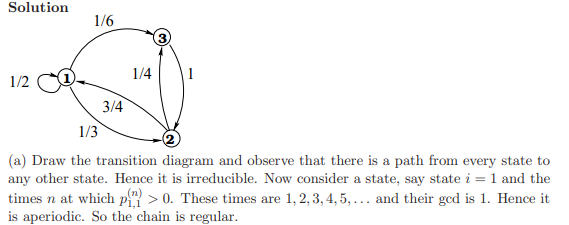 Solution
1/6
3
1/2
1
1/4
1
3/4
1/3
2
(a) Draw the transition diagram and observe that there is a path from every state to
any other state. Hence it is irreducible. Now consider a state, say state i = 1 and the
times n at which p_{1,1}^{(n)} > 0. These times are 1, 2, 3, 4, 5, . . . and their gcd is 1. Hence it
is aperiodic. So the chain is regular.